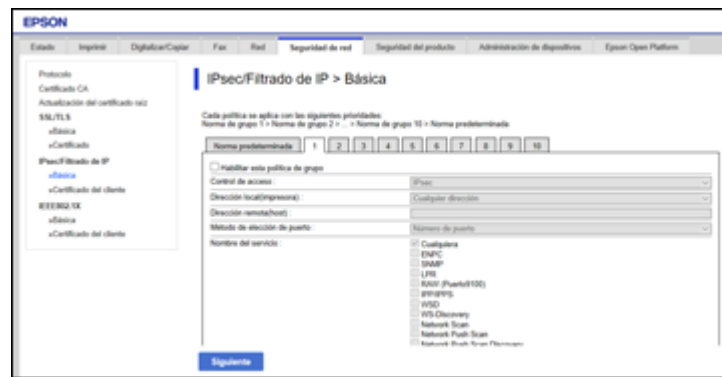 EPSON
Estado Imprimir Digitalizar/Copiar Fax Red Seguridad de red Seguridad del producto Administración de dispositivos Epson Open Platform
Protocolo
Certificado CA
Actualización del certificado raíz
SSL/TLS
»Básica
»Certificado
IPsec/Filtrado de IP
»Básica
»Certificado del cliente
IEEE802.1X
»Básica
»Certificado del cliente
IPsec/Filtrado de IP > Básica
Cada política se aplica con las siguientes prioridades:
Norma de grupo 1 > Norma de grupo 2 > ... > Norma de grupo 10 > Norma predeterminada
Norma predeterminada 1 2 3 4 5 6 7 8 9 10
Habilitar esta política de grupo
Control de acceso : IPsec
Dirección local(impresora) : Cualquier dirección
Dirección remota(host) :
Método de elección de puerto : Número de puerto
Nombre del servicio : Cualquiera
ENPC
SNMP
LPR
RAW (Puerto9100)
IPP/IPPS
WSD
WS-Discovery
Network Scan
Network Push Scan
Network Push Scan Discovery
Siguiente